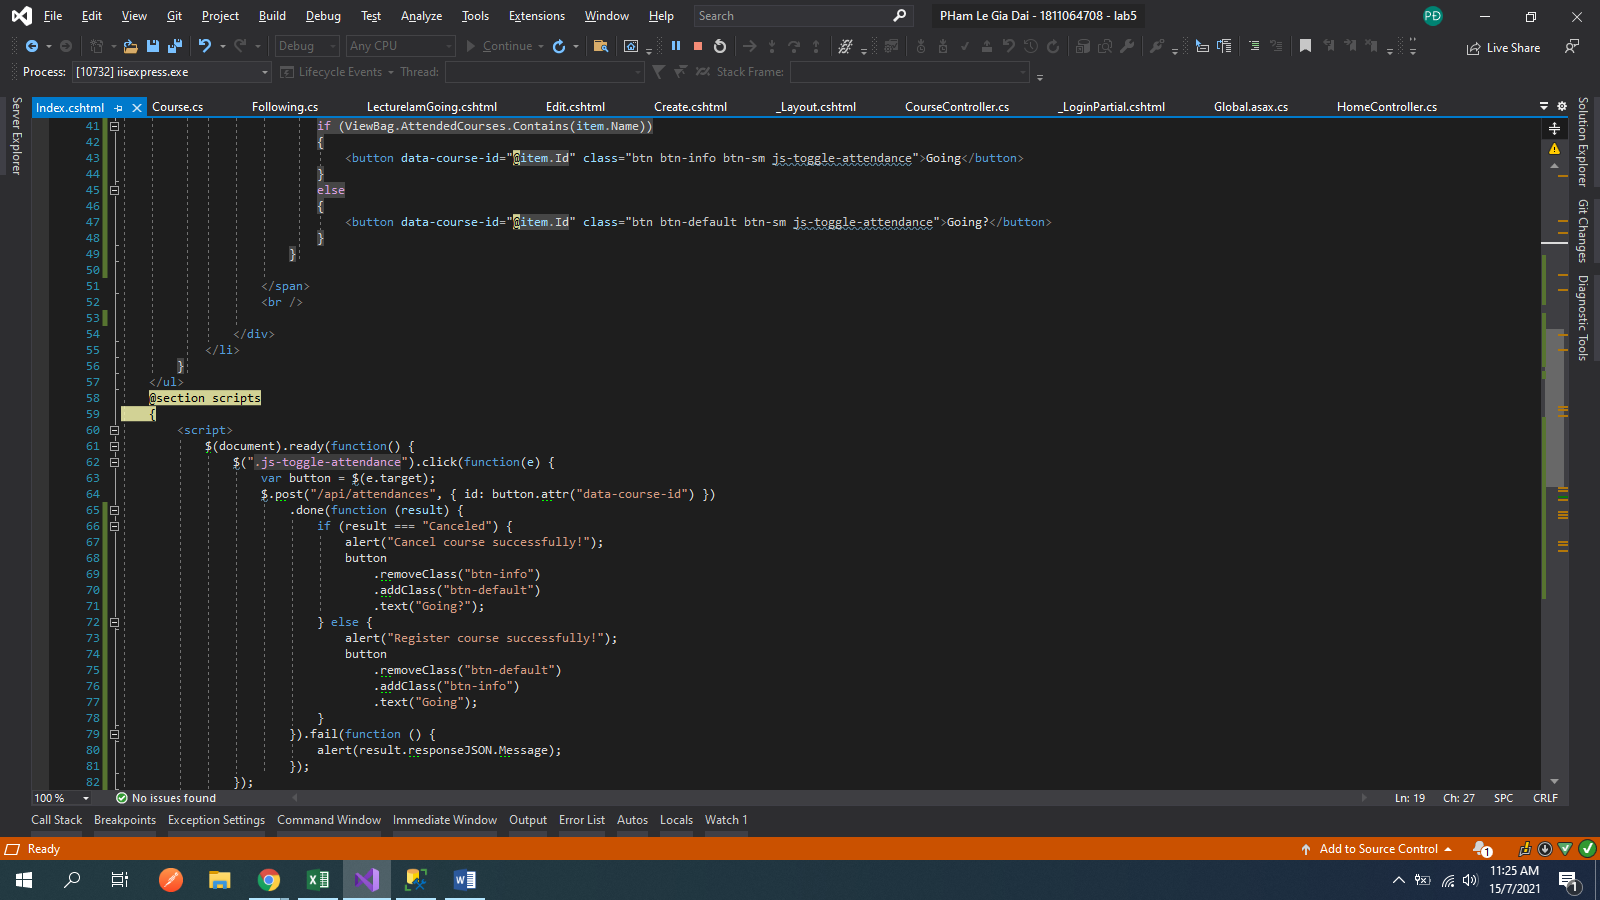 File Edit View Git Project Build Debug Test Analyze Tools Extensions Window Help Search PHam Le Gia Dai - 1811064708 - lab5 PĐ
Debug Any CPU Continue Live Share
Process: [10732] iisexpress.exe Lifecycle Events Thread: Stack Frame:
Index.cshtml Course.cs Following.cs LectureIamGoing.cshtml Edit.cshtml Create.cshtml _Layout.cshtml CourseController.cs _LoginPartial.cshtml Global.asax.cs HomeController.cs
Server Explorer
Solution Explorer
Git Changes
Diagnostic Tools
41 if (ViewBag.AttendedCourses.Contains(item.Name))
42 {
43 <button data-course-id="@item.Id" class="btn btn-info btn-sm js-toggle-attendance">Going</button>
44 }
45 else
46 {
47 <button data-course-id="@item.Id" class="btn btn-default btn-sm js-toggle-attendance">Going?</button>
48 }
49 }
50
51 </span>
52 <br />
53
54 </div>
55 </li>
56 }
57 </ul>
58 @section scripts
59 {
60 <script>
61 $(document).ready(function() {
62 $(".js-toggle-attendance").click(function(e) {
63 var button = $(e.target);
64 $.post("/api/attendances", { id: button.attr("data-course-id") })
65 .done(function (result) {
66 if (result === "Canceled") {
67 alert("Cancel course successfully!");
68 button
69 .removeClass("btn-info")
70 .addClass("btn-default")
71 .text("Going?");
72 } else {
73 alert("Register course successfully!");
74 button
75 .removeClass("btn-default")
76 .addClass("btn-info")
77 .text("Going");
78 }
79 }).fail(function () {
80 alert(result.responseJSON.Message);
81 });
82 });
100 % No issues found Ln: 19 Ch: 27 SPC CRLF
Call Stack Breakpoints Exception Settings Command Window Immediate Window Output Error List Autos Locals Watch 1
Ready Add to Source Control 1
11:25 AM
15/7/2021
1